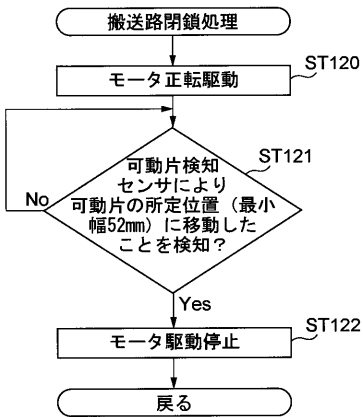 搬送路閉鎖処理
ST120
モータ正転駆動
ST121
可動片検知
センサにより
可動片の所定位置(最小
幅52mm)に移動した
ことを検知?
No
Yes
ST122
モータ駆動停止
戻る